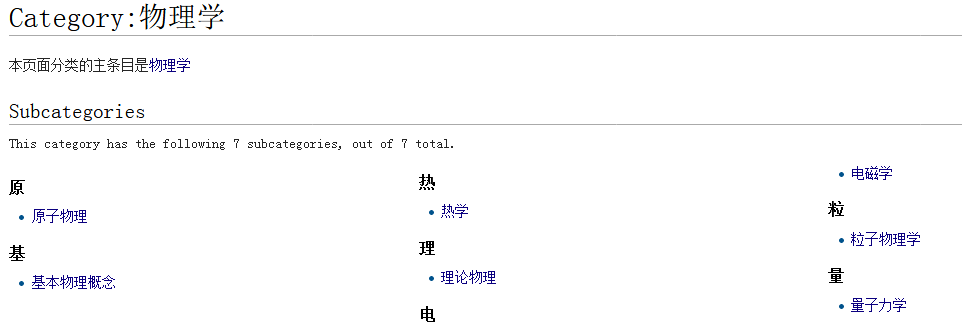 Category:物理学
本页面分类的主条目是物理学
Subcategories
This category has the following 7 subcategories, out of 7 total.
原
原子物理
基
基本物理概念
热
热学
理
理论物理
电
电磁学
粒
粒子物理学
量
量子力学